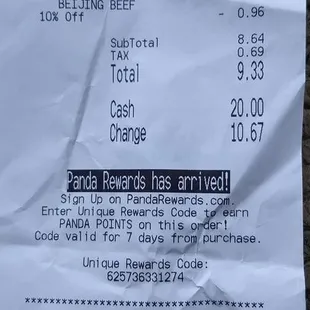 BEIJING BEEF
10% Off - 0.96
SubTotal 8.64
TAX 0.69
Total 9.33
Cash 20.00
Change 10.67
Panda Rewards has arrived!
Sign Up on PandaRewards.com.
Enter Unique Rewards Code to earn
PANDA POINTS on this order!
Code valid for 7 days from purchase.
Unique Rewards Code:
625736331274
****************************************